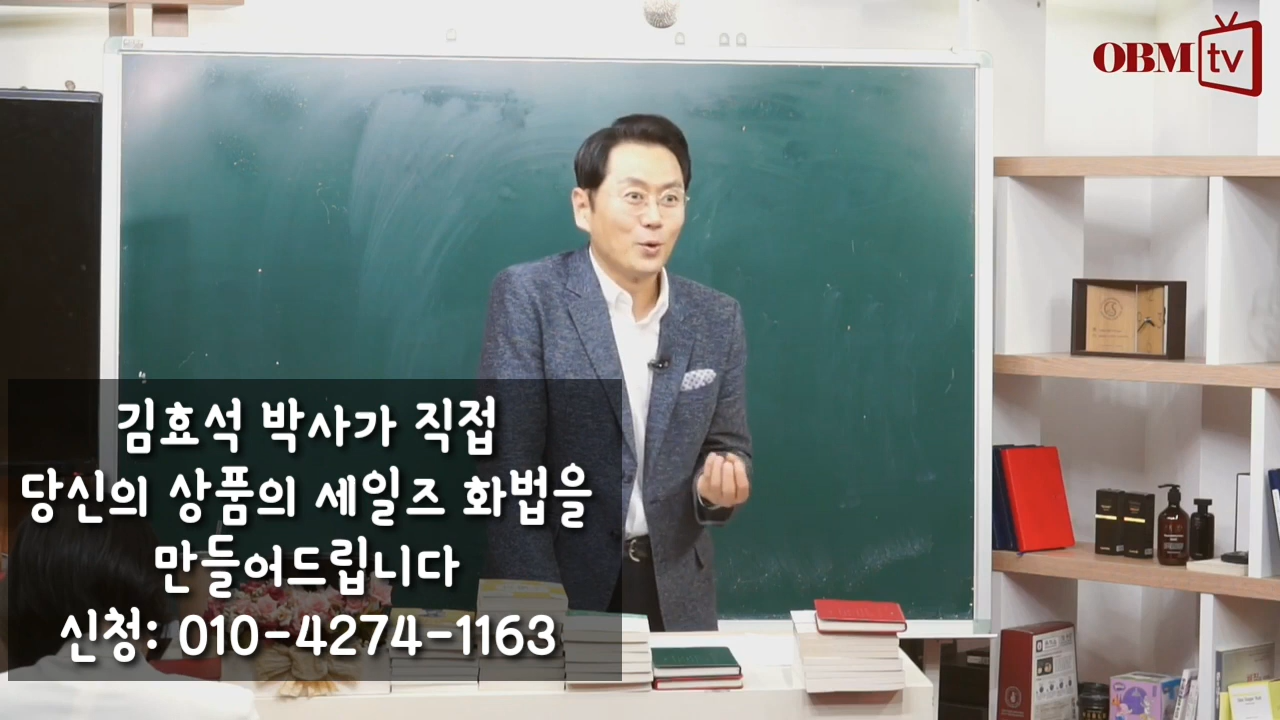 OBM tv
김효석 박사가 직접
당신의 상품의 세일즈 화법을
만들어드립니다
신청: 010-4274-1163